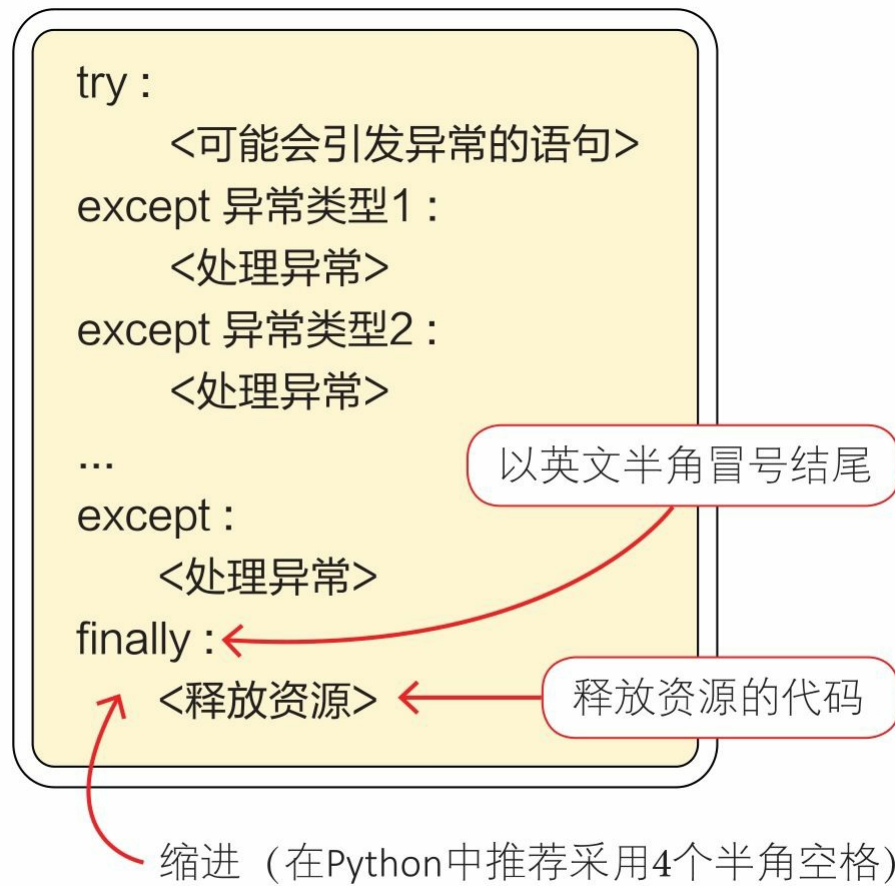 try :
<可能会引发异常的语句>
except 异常类型1 :
<处理异常>
except 异常类型2 :
<处理异常>
...
以英文半角冒号结尾
except :
<处理异常>
finally :
<释放资源>
释放资源的代码
缩进（在Python中推荐采用4个半角空格）